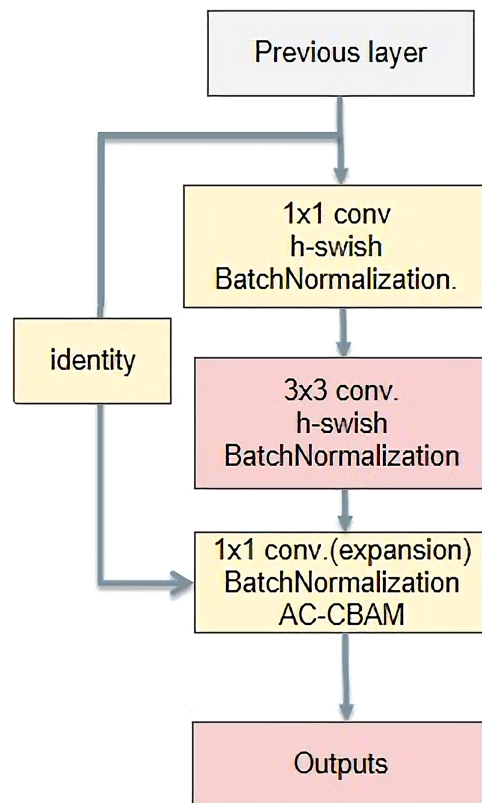 Previous layer
1x1 conv
h-swish
BatchNormalization.
identity
3x3 conv.
h-swish
BatchNormalization
1x1 conv.(expansion)
BatchNormalization
AC-CBAM
Outputs